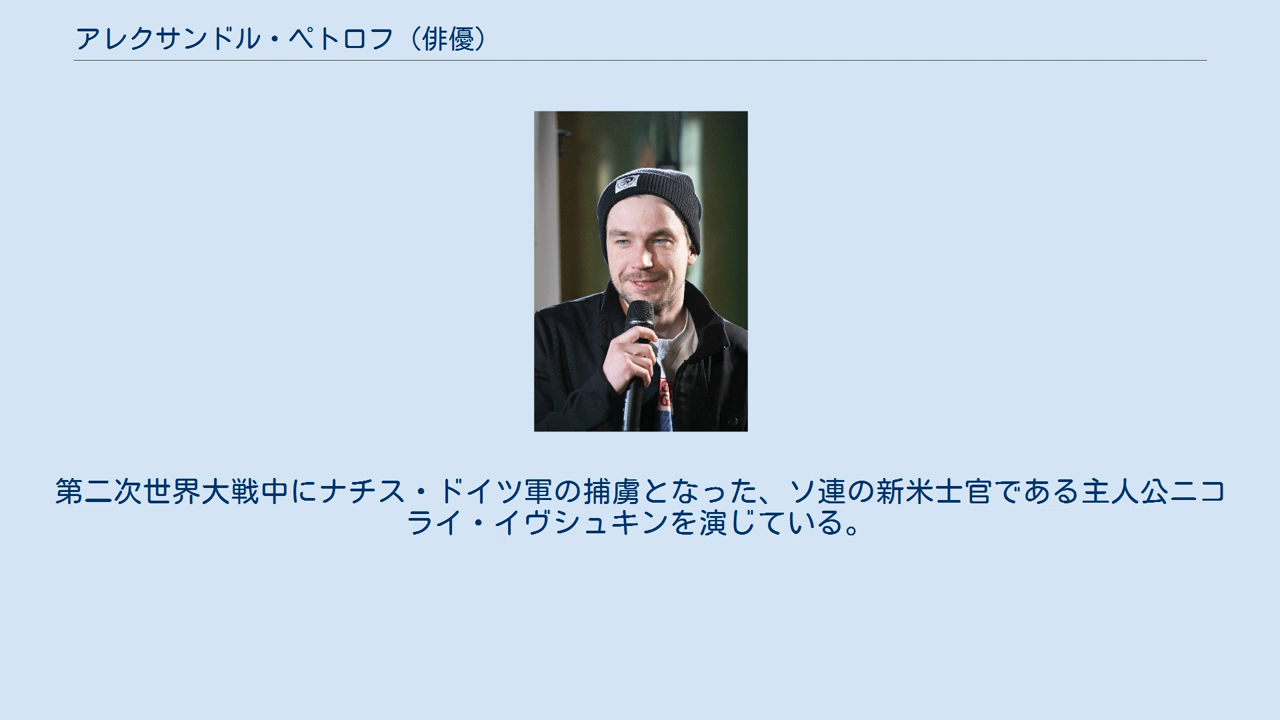 アレクサンドル・ペトロフ（俳優）
第二次世界大戦中にナチス・ドイツ軍の捕虜となった、ソ連の新米士官である主人公ニコ
ライ・イヴシュキンを演じている。